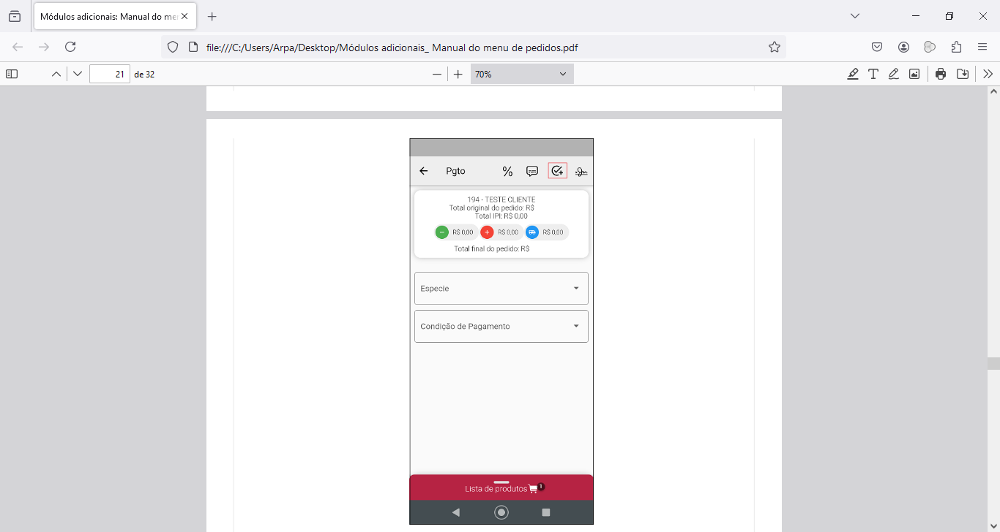 Módulos adicionais: Manual do me
file:///C:/Users/Arpa/Desktop/Módulos adicionais_ Manual do menu de pedidos.pdf
21 de 32
70%
Pgto
194 - TESTE CLIENTE
Total original do pedido: R$
Total IPI: R$ 0,00
R$ 0,00 R$ 0,00 R$ 0,00
Total final do pedido: R$
Especie
Condição de Pagamento
Lista de produtos 1